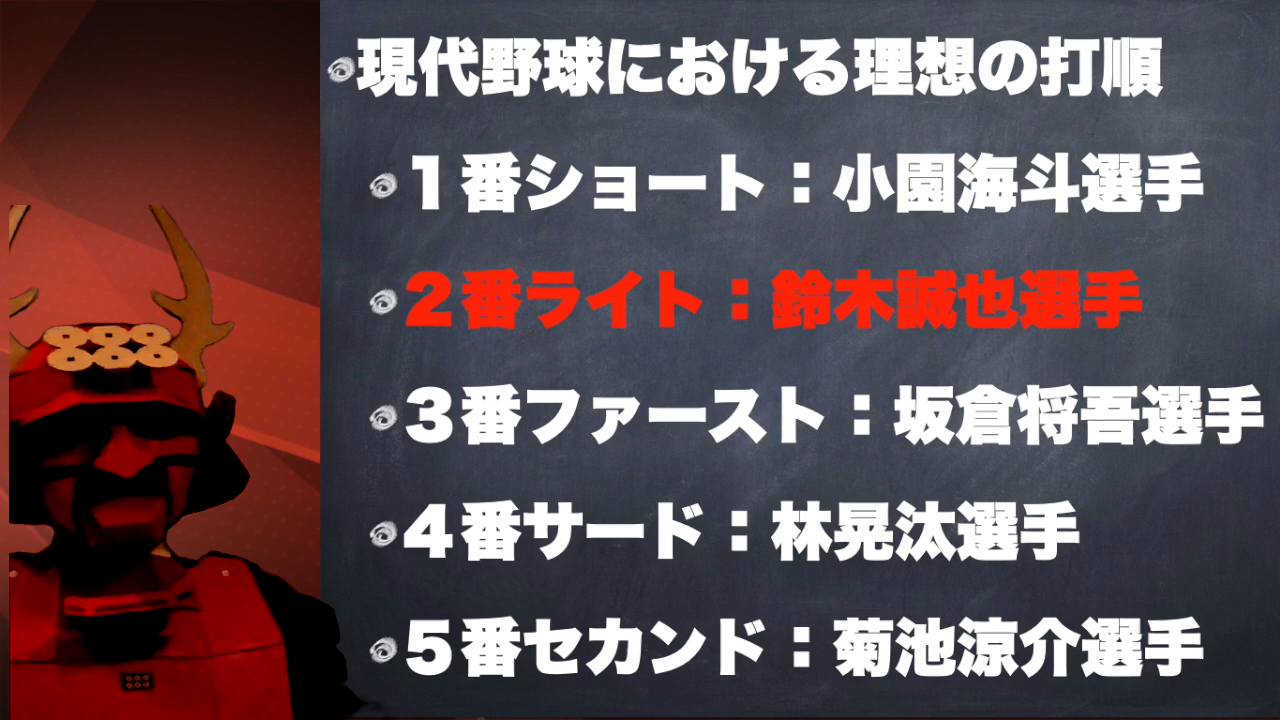 現代野球における理想の打順
１番ショート：小園海斗選手
２番ライト：鈴木誠也選手
３番ファースト：坂倉将吾選手
４番サード：林晃汰選手
５番セカンド：菊池涼介選手